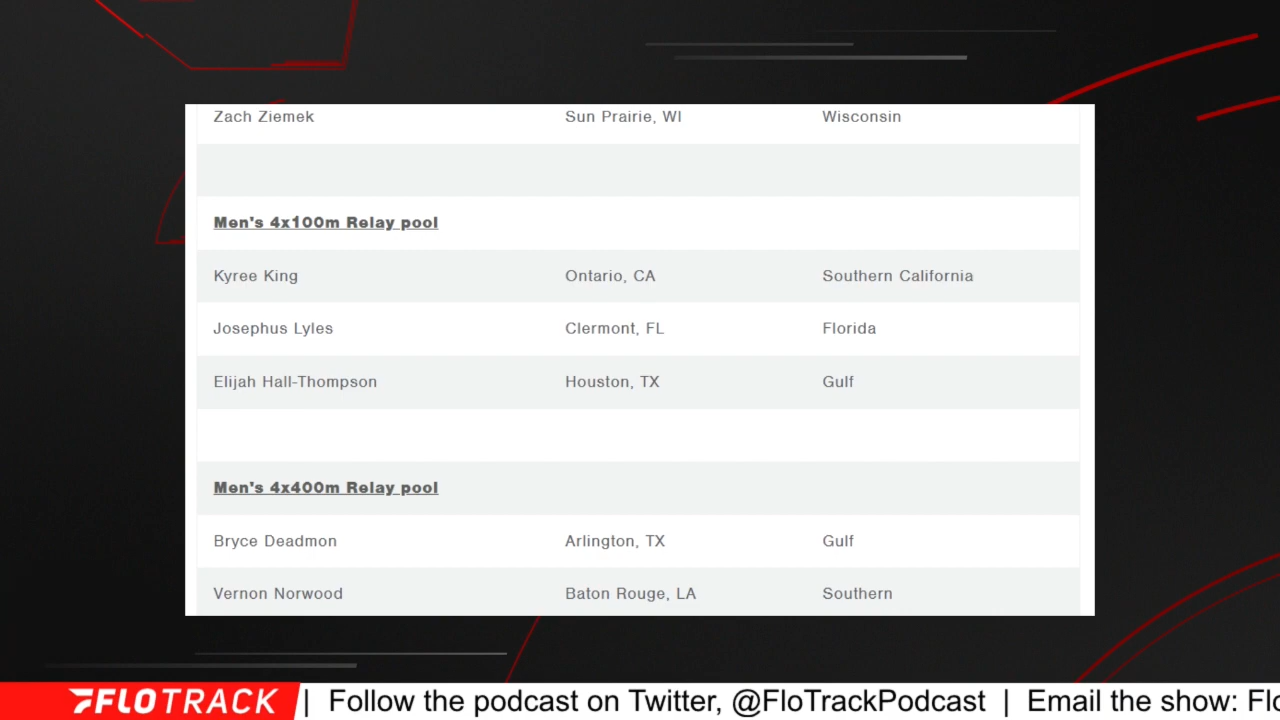 Zach Ziemek Sun Prairie, WI Wisconsin
Men's 4x100m Relay pool
Kyree King Ontario, CA Southern California
Josephus Lyles Clermont, FL Florida
Elijah Hall-Thompson Houston, TX Gulf
Men's 4x400m Relay pool
Bryce Deadmon Arlington, TX Gulf
Vernon Norwood Baton Rouge, LA Southern
FLOTRACK | Follow the podcast on Twitter, @FloTrackPodcast | Email the show: Flo